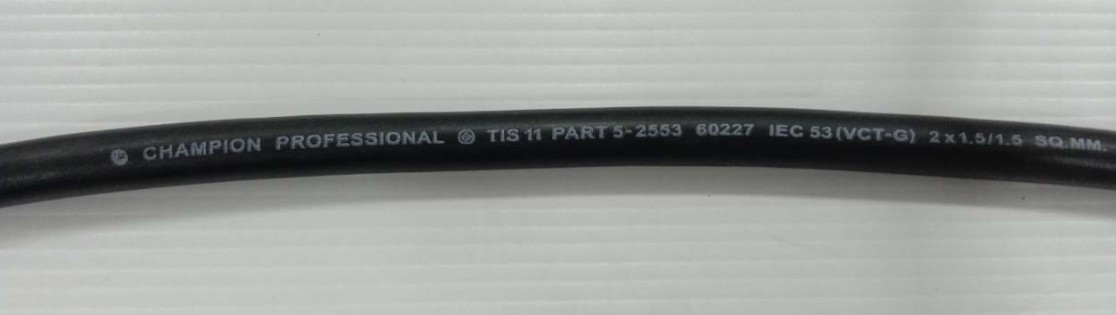 CHAMPION PROFESSIONAL TIS 11 PART 5-2553 60227 IEC 53(VCT-G) 2x1.5/1.5 SQ.MM.